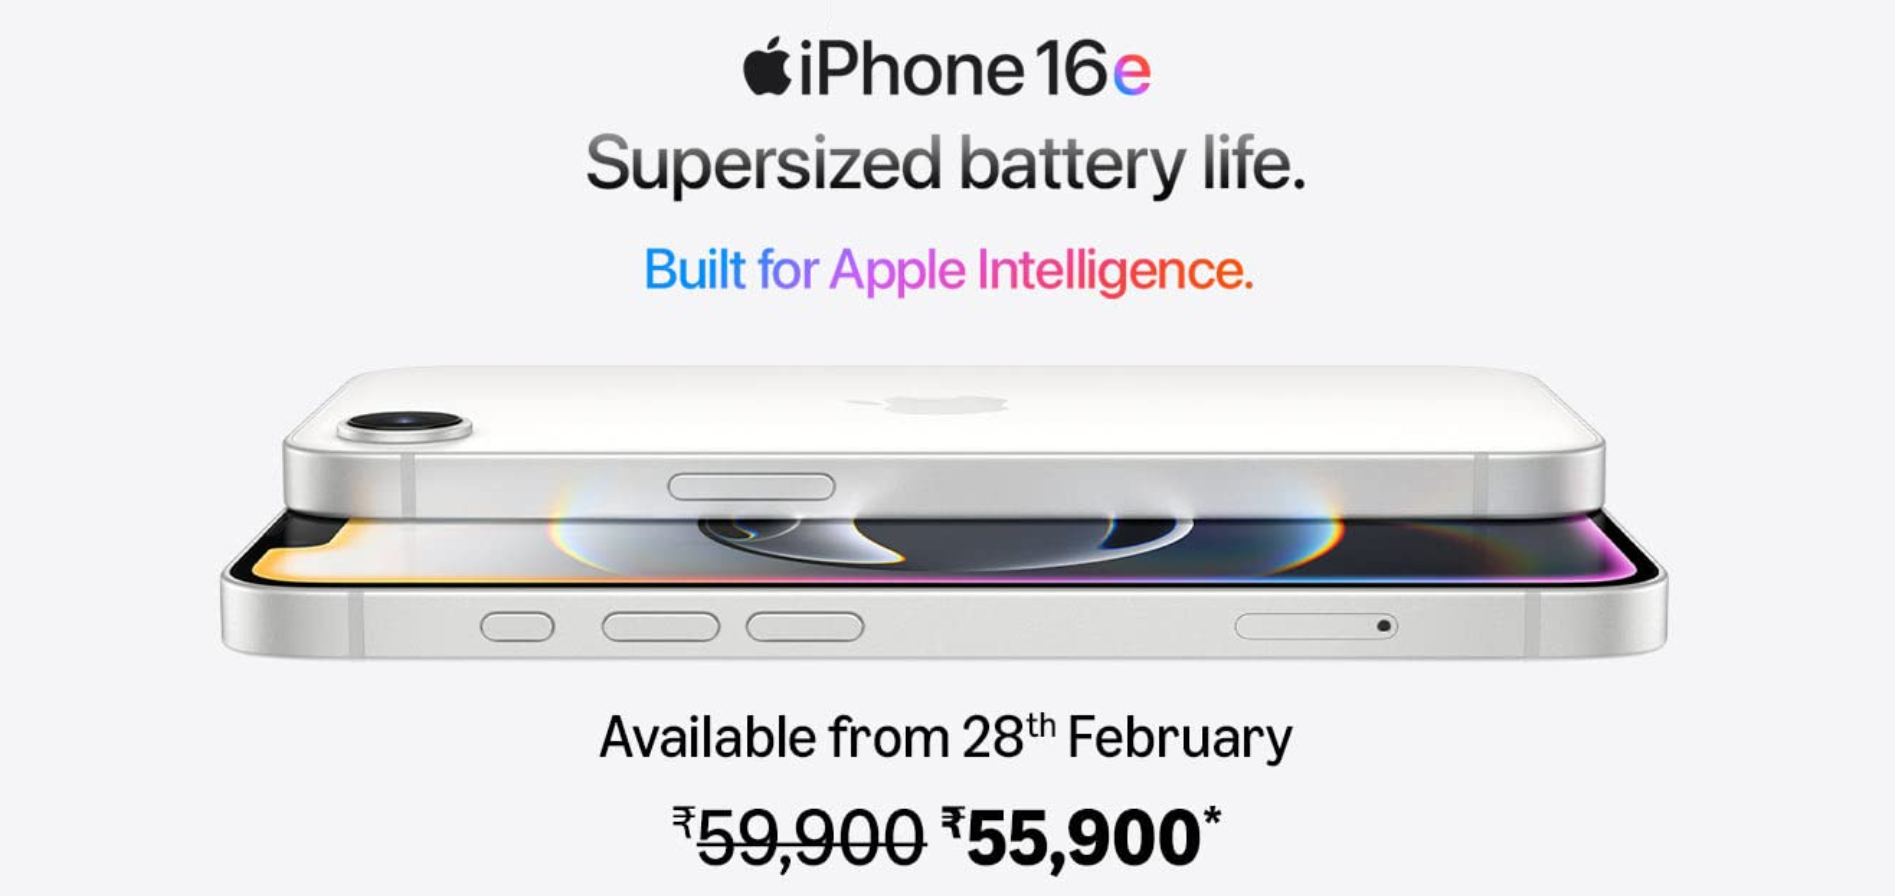 iPhone 16e
Supersized battery life.
Built for Apple Intelligence.
Available from 28th February
₹59,900 ₹55,900*